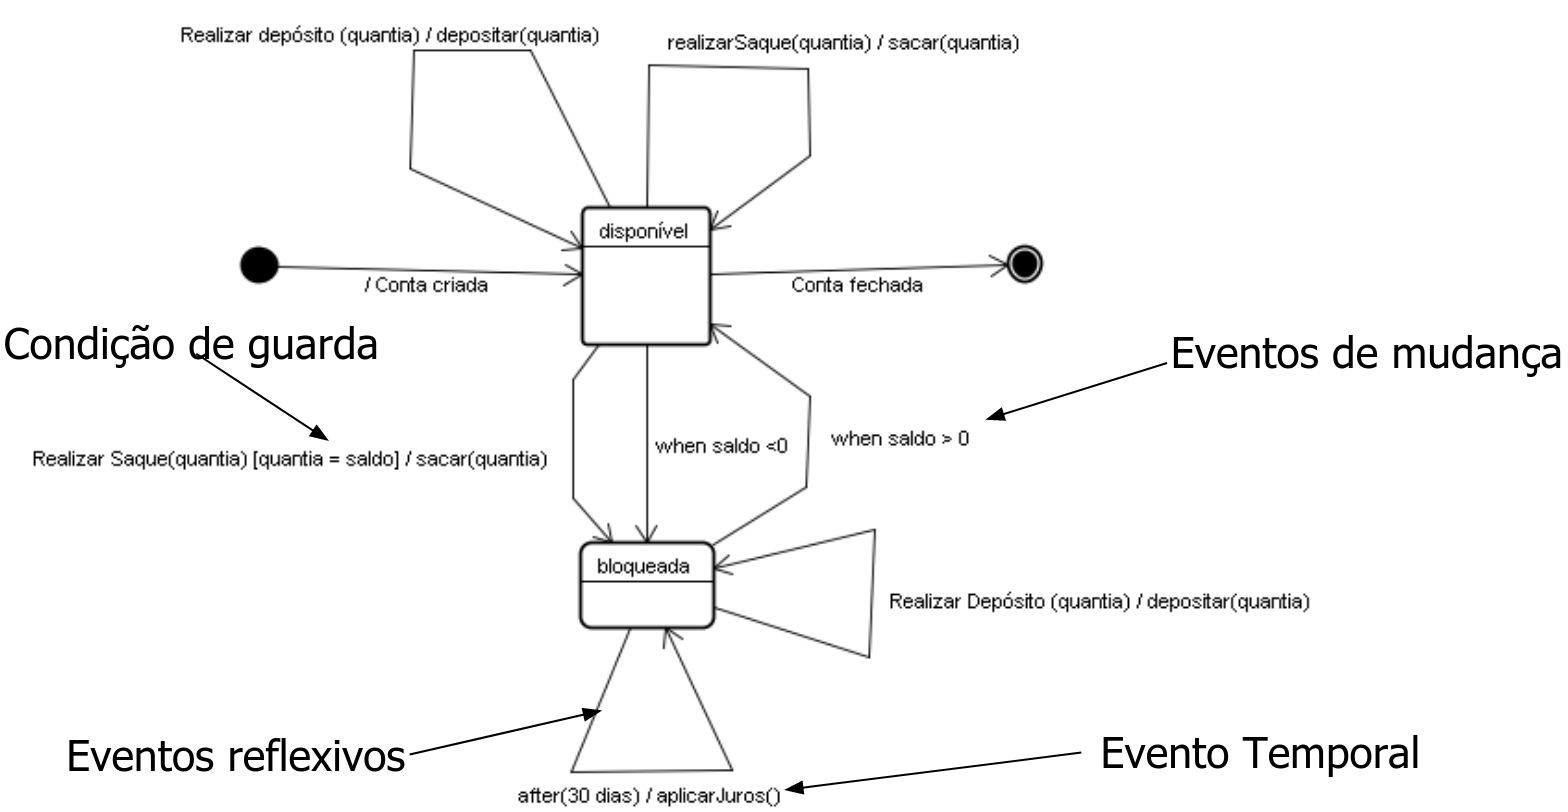 Realizar depósito (quantia) / depositar(quantia)
realizarSaque(quantia) / sacar(quantia)
disponível
/ Conta criada
Conta fechada
Condição de guarda
Eventos de mudança
Realizar Saque(quantia) [quantia = saldo] / sacar(quantia)
when saldo <0
when saldo > 0
bloqueada
Realizar Depósito (quantia) / depositar(quantia)
Eventos reflexivos
Evento Temporal
after(30 dias) / aplicarJuros()